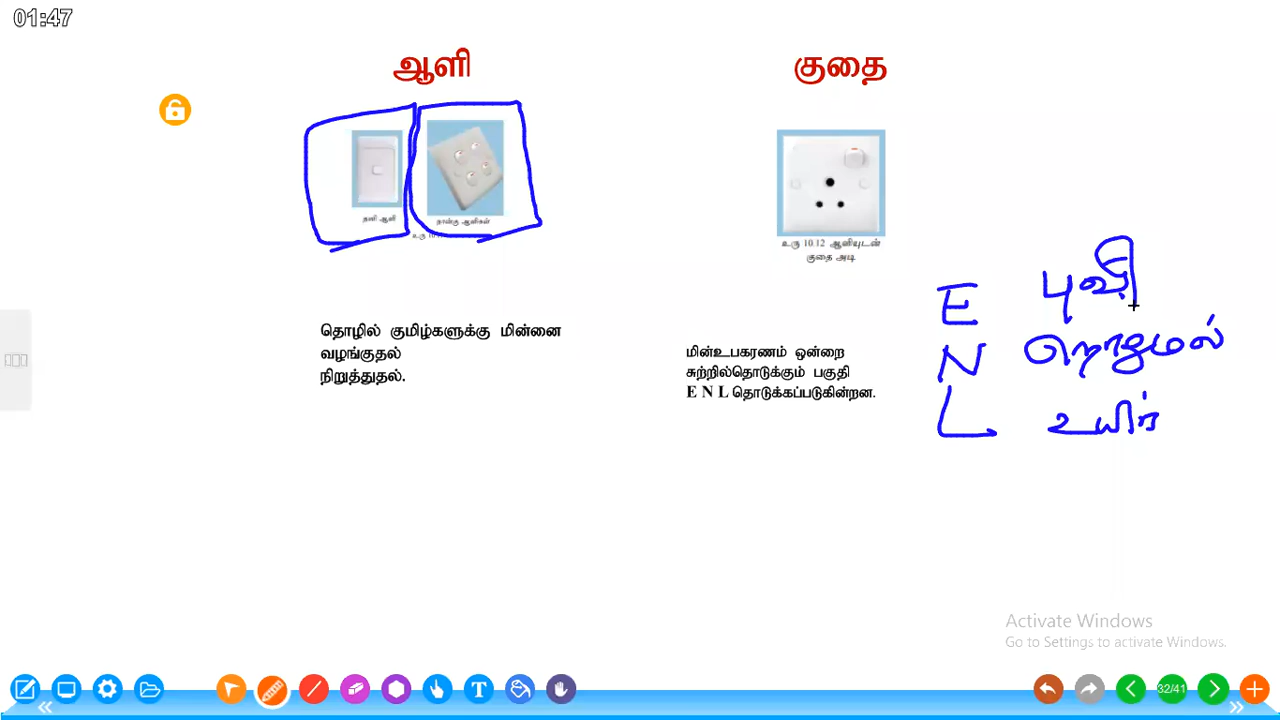 01:47
ஆளி
குதை
தனி ஆளி
நான்கு ஆளிகள்
உரு 10.12 ஆளியுடன்
குதை அடி
தொழில் குமிழ்களுக்கு மின்னை
வழங்குதல்
நிறுத்துதல்.
மின்உபகரணம் ஒன்றை
சுற்றில்தொடுக்கும் பகுதி
E N L தொடுக்கப்படுகின்றன.
E புவி
N
L உயிர்
Activate Windows
Go to Settings to activate Windows.
32/41